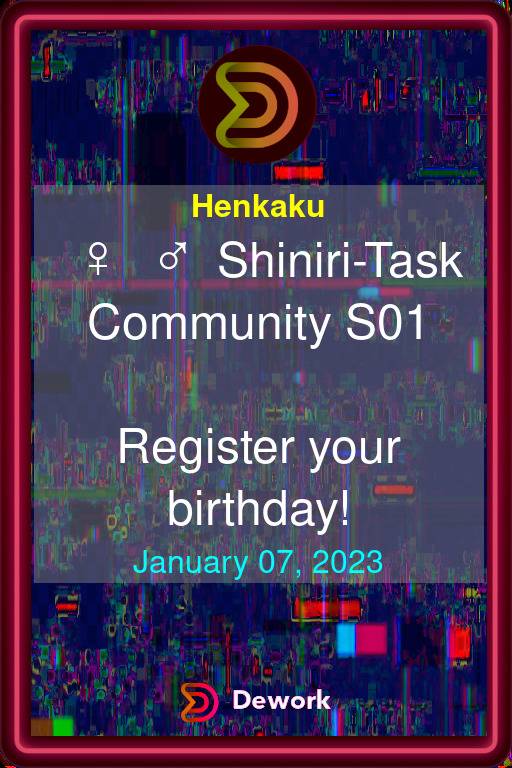 Henkaku
♀ ♂ Shiniri-Task
Community S01
Register your
birthday!
January 07, 2023
Dework